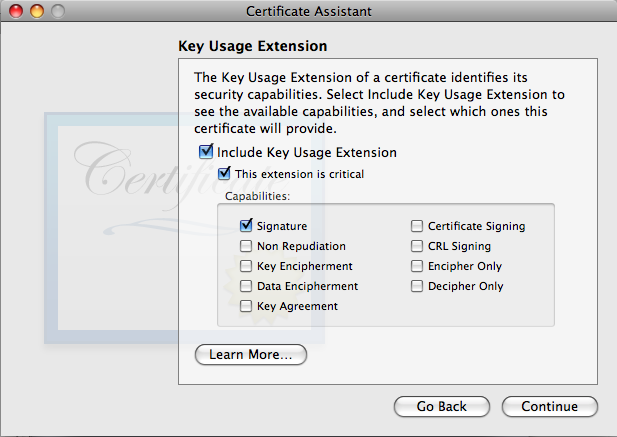 Certificate Assistant
Key Usage Extension
The Key Usage Extension of a certificate identifies its
security capabilities. Select Include Key Usage Extension to
see the available capabilities, and select which ones this
certificate will provide.
Certificate
Include Key Usage Extension
This extension is critical
Capabilities:
Signature
Certificate Signing
Non Repudiation
CRL Signing
Key Encipherment
Encipher Only
Data Encipherment
Decipher Only
Key Agreement
Learn More...
Go Back
Continue